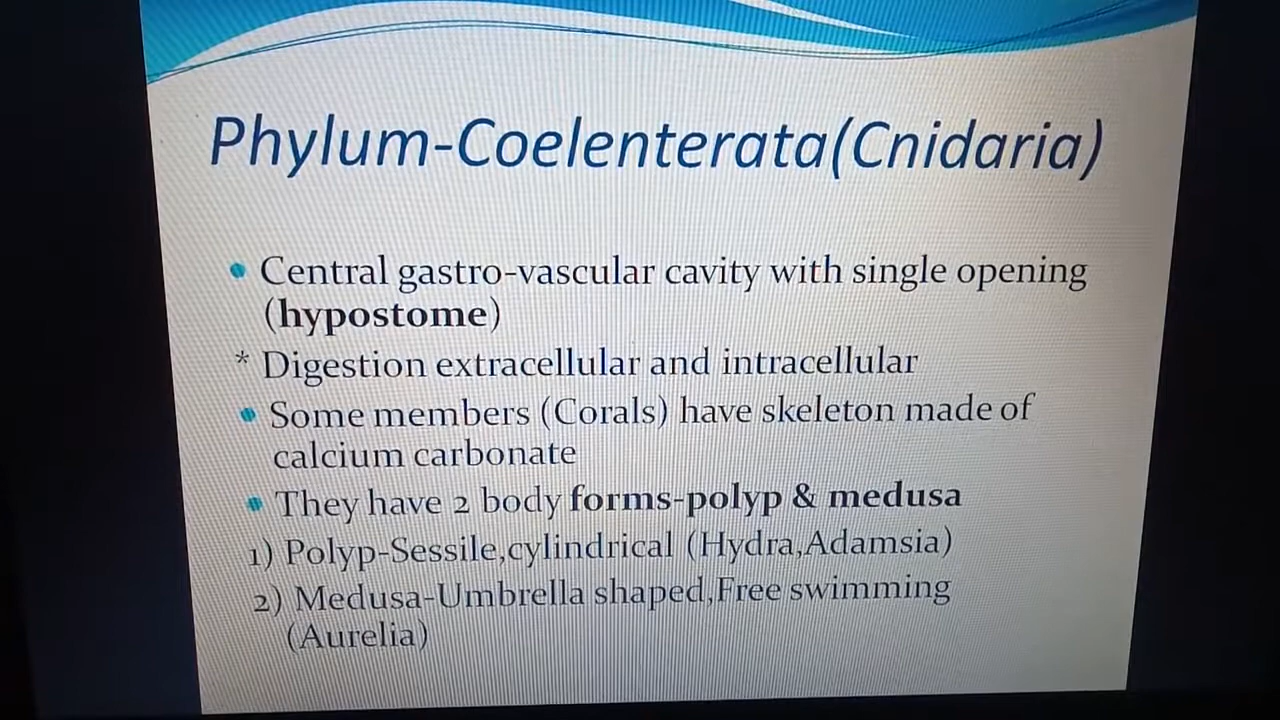 Phylum-Coelenterata(Cnidaria)
• Central gastro-vascular cavity with single opening
(hypostome)
* Digestion extracellular and intracellular
• Some members (Corals) have skeleton made of
calcium carbonate
• They have 2 body forms-polyp & medusa
1) Polyp-Sessile,cylindrical (Hydra,Adamsia)
2) Medusa-Umbrella shaped,Free swimming
(Aurelia)